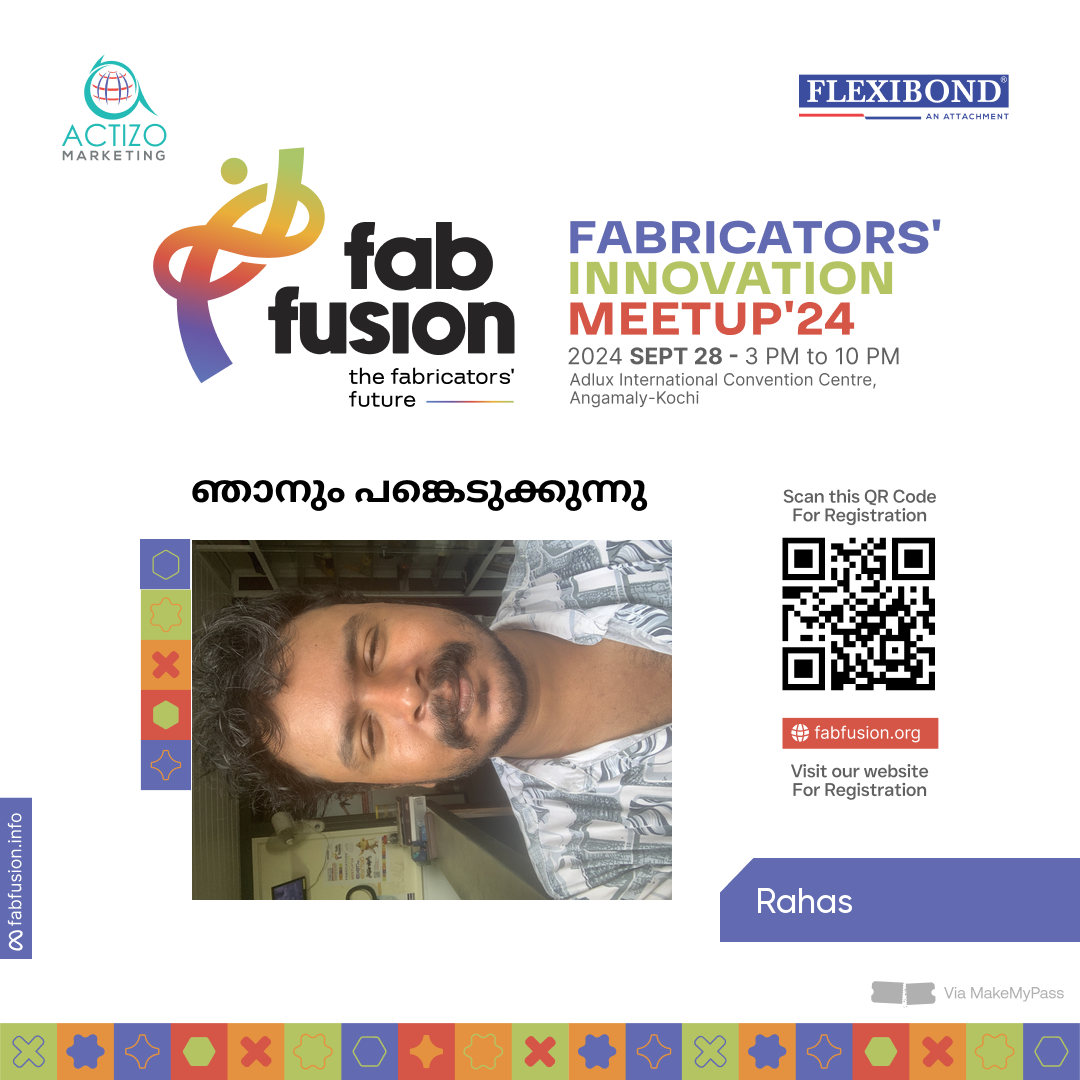 ACTIZO
MARKETING
FLEXIBOND®
AN ATTACHMENT
fab
fusion
the fabricators'
future
FABRICATORS'
INNOVATION
MEETUP'24
2024 SEPT 28 - 3 PM to 10 PM
Adlux International Convention Centre,
Angamaly-Kochi
ഞാനും പങ്കെടുക്കുന്നു
Scan this QR Code
For Registration
fabfusion.org
Visit our website
For Registration
fabfusion.info
Rahas
Via MakeMyPass